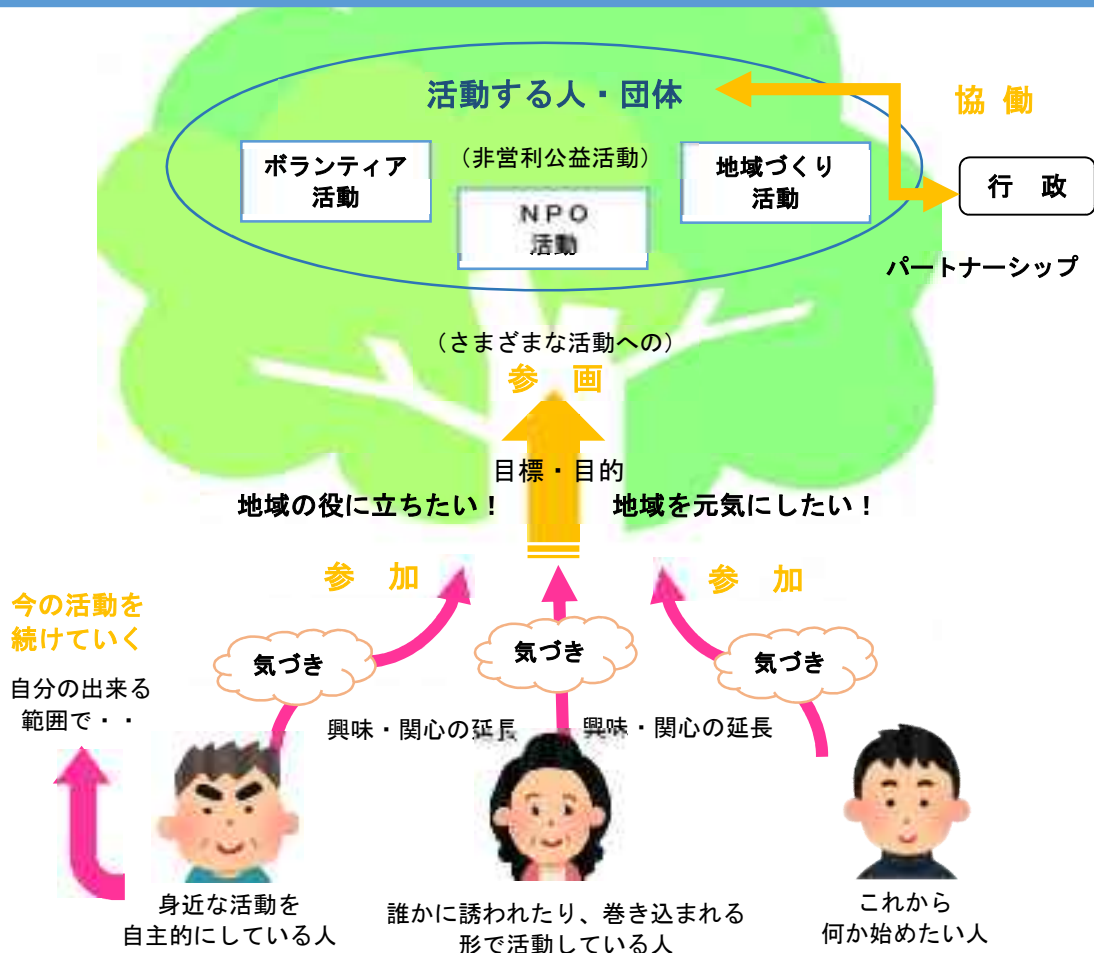 活動する人・団体
協 働
ボランティア
活動
（非営利公益活動）
NPO
活動
地域づくり
活動
行　政
パートナーシップ
（さまざまな活動への）
参　画
目標・目的
地域の役に立ちたい！
地域を元気にしたい！
参　加
参　加
今の活動を
続けていく
自分の出来る
範囲で・・
気づき
気づき
気づき
興味・関心の延長
興味・関心の延長
身近な活動を
自主的にしている人
誰かに誘われたり、巻き込まれる
形で活動している人
これから
何か始めたい人